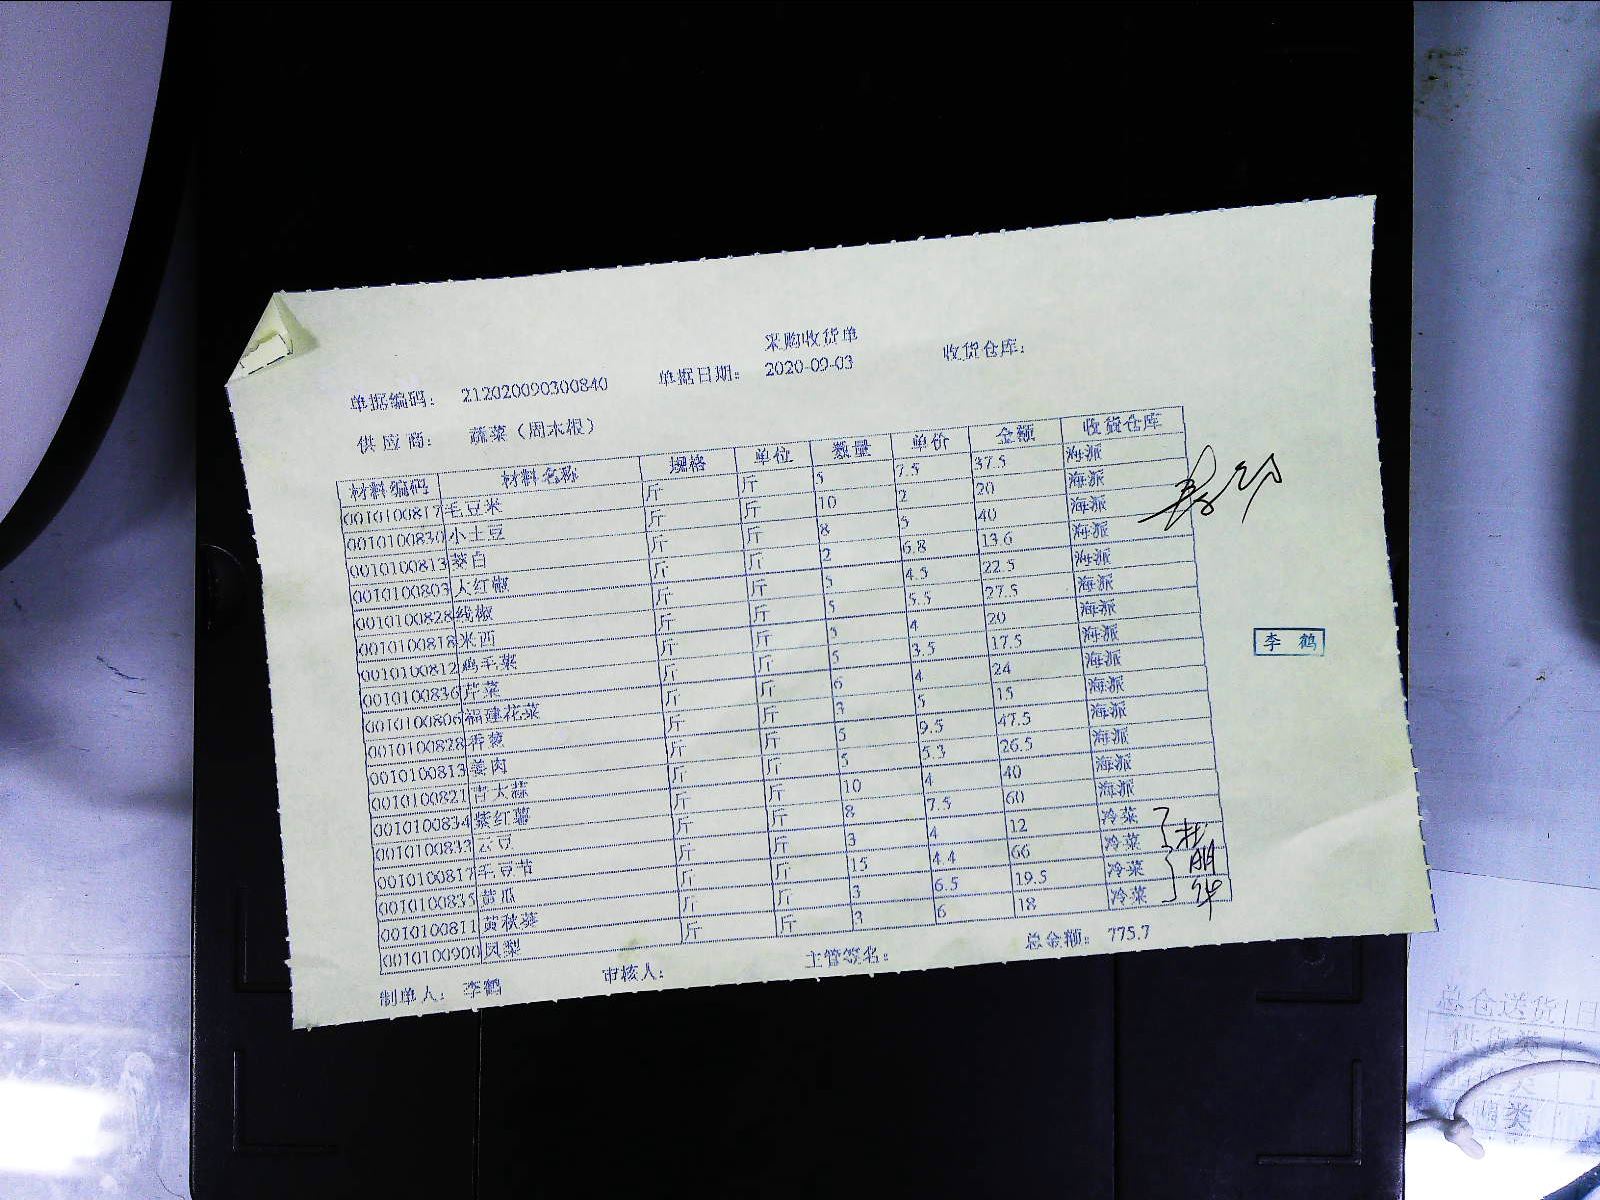 采购收货单
单据编码： 212020090300840 单据日期： 2020-09-03 收货仓库：
供应商： 蔬菜（周木根）
材料编码 材料名称 规格 单位 数量 单价 金额 收货仓库
0010100817 毛豆米 斤 斤 5 7.5 37.5 海派
0010100830 小土豆 斤 斤 10 2 20 海派
0010100813 茭白 斤 斤 8 5 40 海派
0010100803 大红椒 斤 斤 2 6.8 13.6 海派
0010100828 线椒 斤 斤 5 4.5 22.5 海派
0010100818 米西 斤 斤 5 5.5 27.5 海派
0010100812 鸡毛菜 斤 斤 5 4 20 海派
0010100836 芹菜 斤 斤 5 3.5 17.5 海派
0010100806 福建花菜 斤 斤 6 4 24 海派
0010100828 香葱 斤 斤 3 5 15 海派
0010100813 姜肉 斤 斤 5 9.5 47.5 海派
0010100821 青大蒜 斤 斤 5 5.3 26.5 海派
0010100834 紫红薯 斤 斤 10 4 40 海派
0010100833 云豆 斤 斤 8 7.5 60 海派
0010100817 毛豆节 斤 斤 3 4 12 冷菜
0010100835 黄瓜 斤 斤 15 4.4 66 冷菜
0010100811 黄秋葵 斤 斤 3 6.5 19.5 冷菜
0010100900 凤梨 斤 斤 3 6 18 冷菜
李鹤
制单人： 李鹤 审核人： 主管签名： 总金额： 775.7
总仓送货
供货类